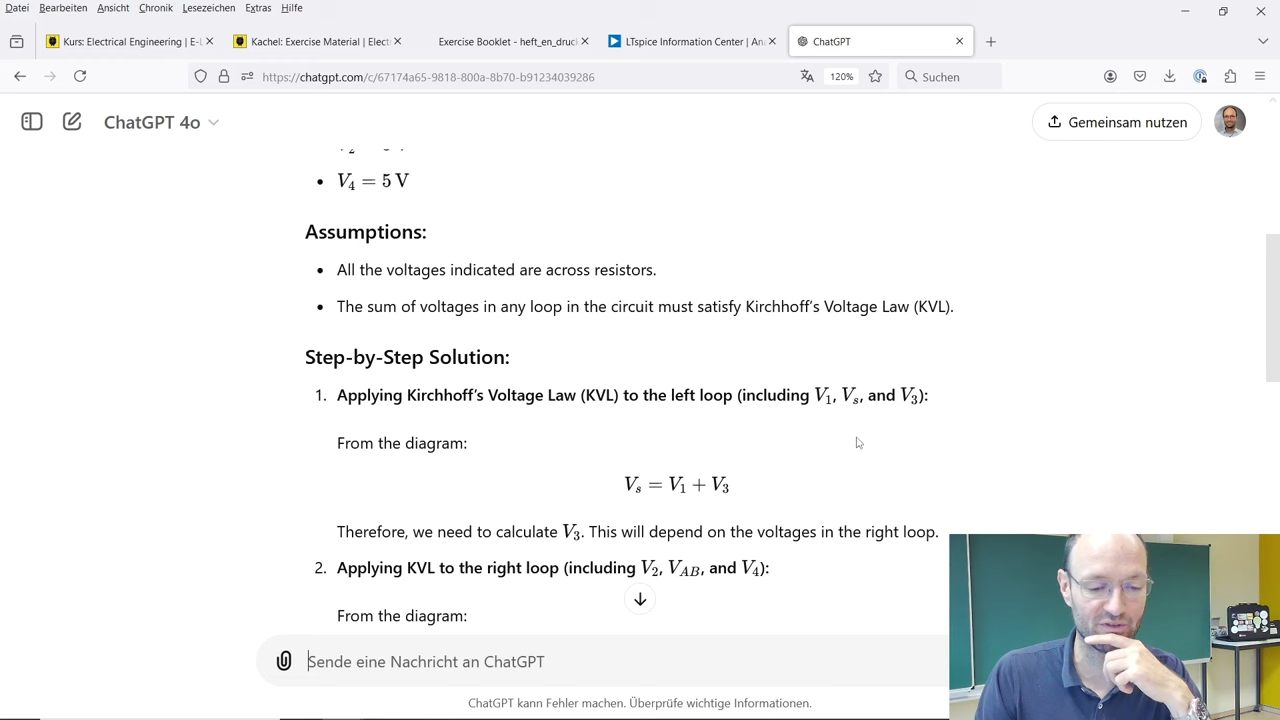 Datei Bearbeiten Ansicht Chronik Lesezeichen Extras Hilfe
Kurs: Electrical Engineering | E-L
Kachel: Exercise Material | Elect
Exercise Booklet - heft_en_druc
LTspice Information Center | An
ChatGPT
https://chatgpt.com/c/67174a65-9818-800a-8b70-b91234039286
120%
Suchen
ChatGPT 4o
Gemeinsam nutzen
• V₄ = 5 V
Assumptions:
• All the voltages indicated are across resistors.
• The sum of voltages in any loop in the circuit must satisfy Kirchhoff's Voltage Law (KVL).
Step-by-Step Solution:
1. Applying Kirchhoff's Voltage Law (KVL) to the left loop (including V₁, Vₛ, and V₃):
From the diagram:
Vₛ = V₁ + V₃
Therefore, we need to calculate V₃. This will depend on the voltages in the right loop.
2. Applying KVL to the right loop (including V₂, V_AB, and V₄):
From the diagram:
Sende eine Nachricht an ChatGPT
ChatGPT kann Fehler machen. Überprüfe wichtige Informationen.